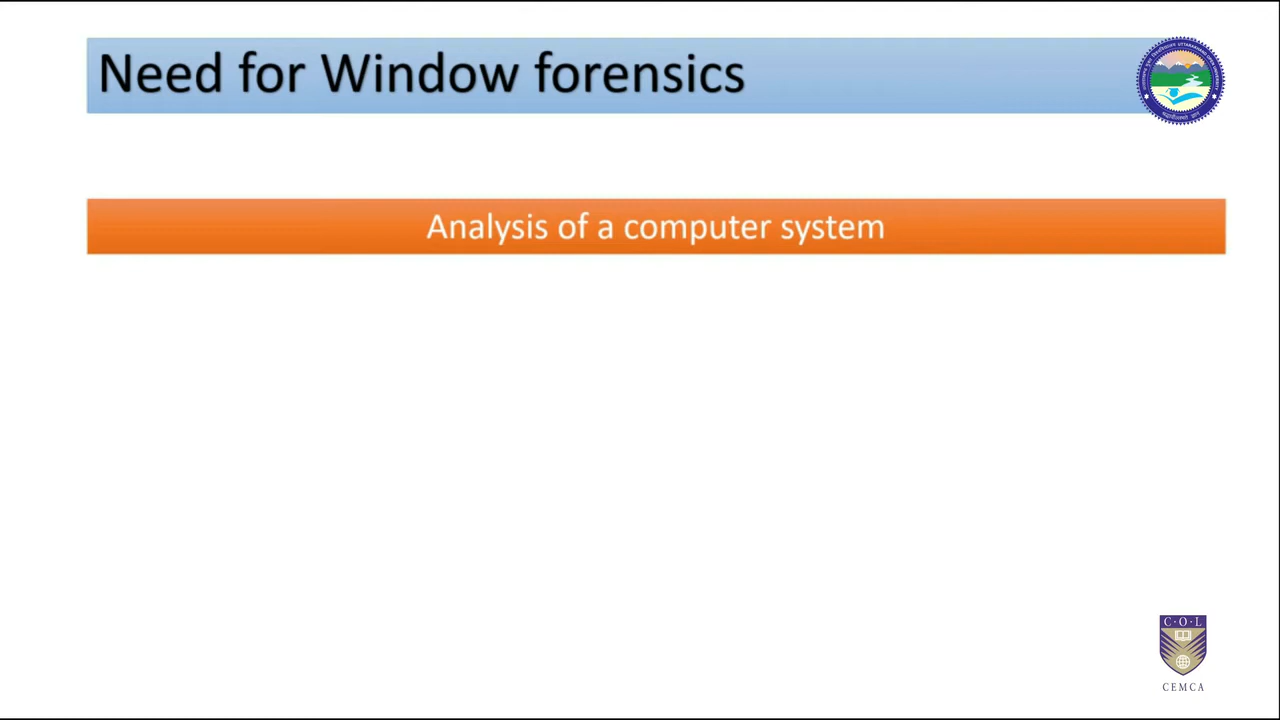 Need for Window forensics
Analysis of a computer system
C·O·L
CEMCA